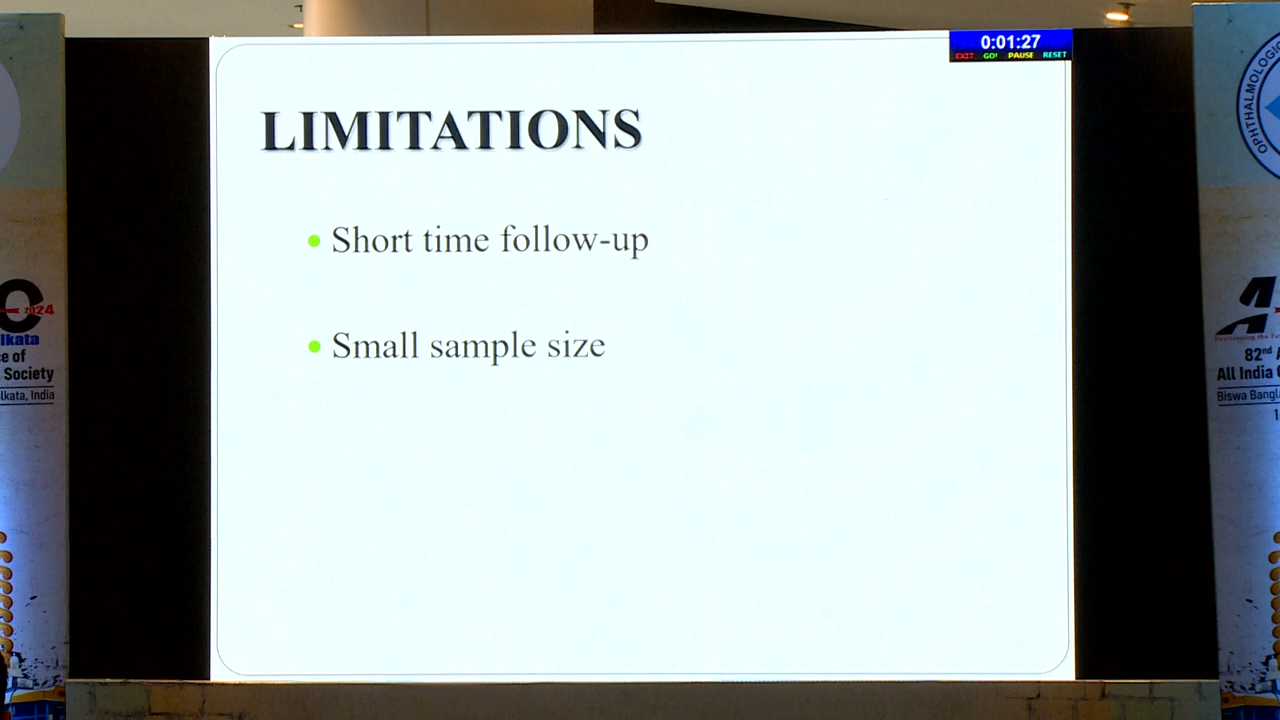 0:01:27
EXIT GO! PAUSE RESET
LIMITATIONS
• Short time follow-up
• Small sample size
2024
lkata
e of
Society
lkata, India
OPHTHALMOLOGIC
82nd A
All India
Biswa Bangl